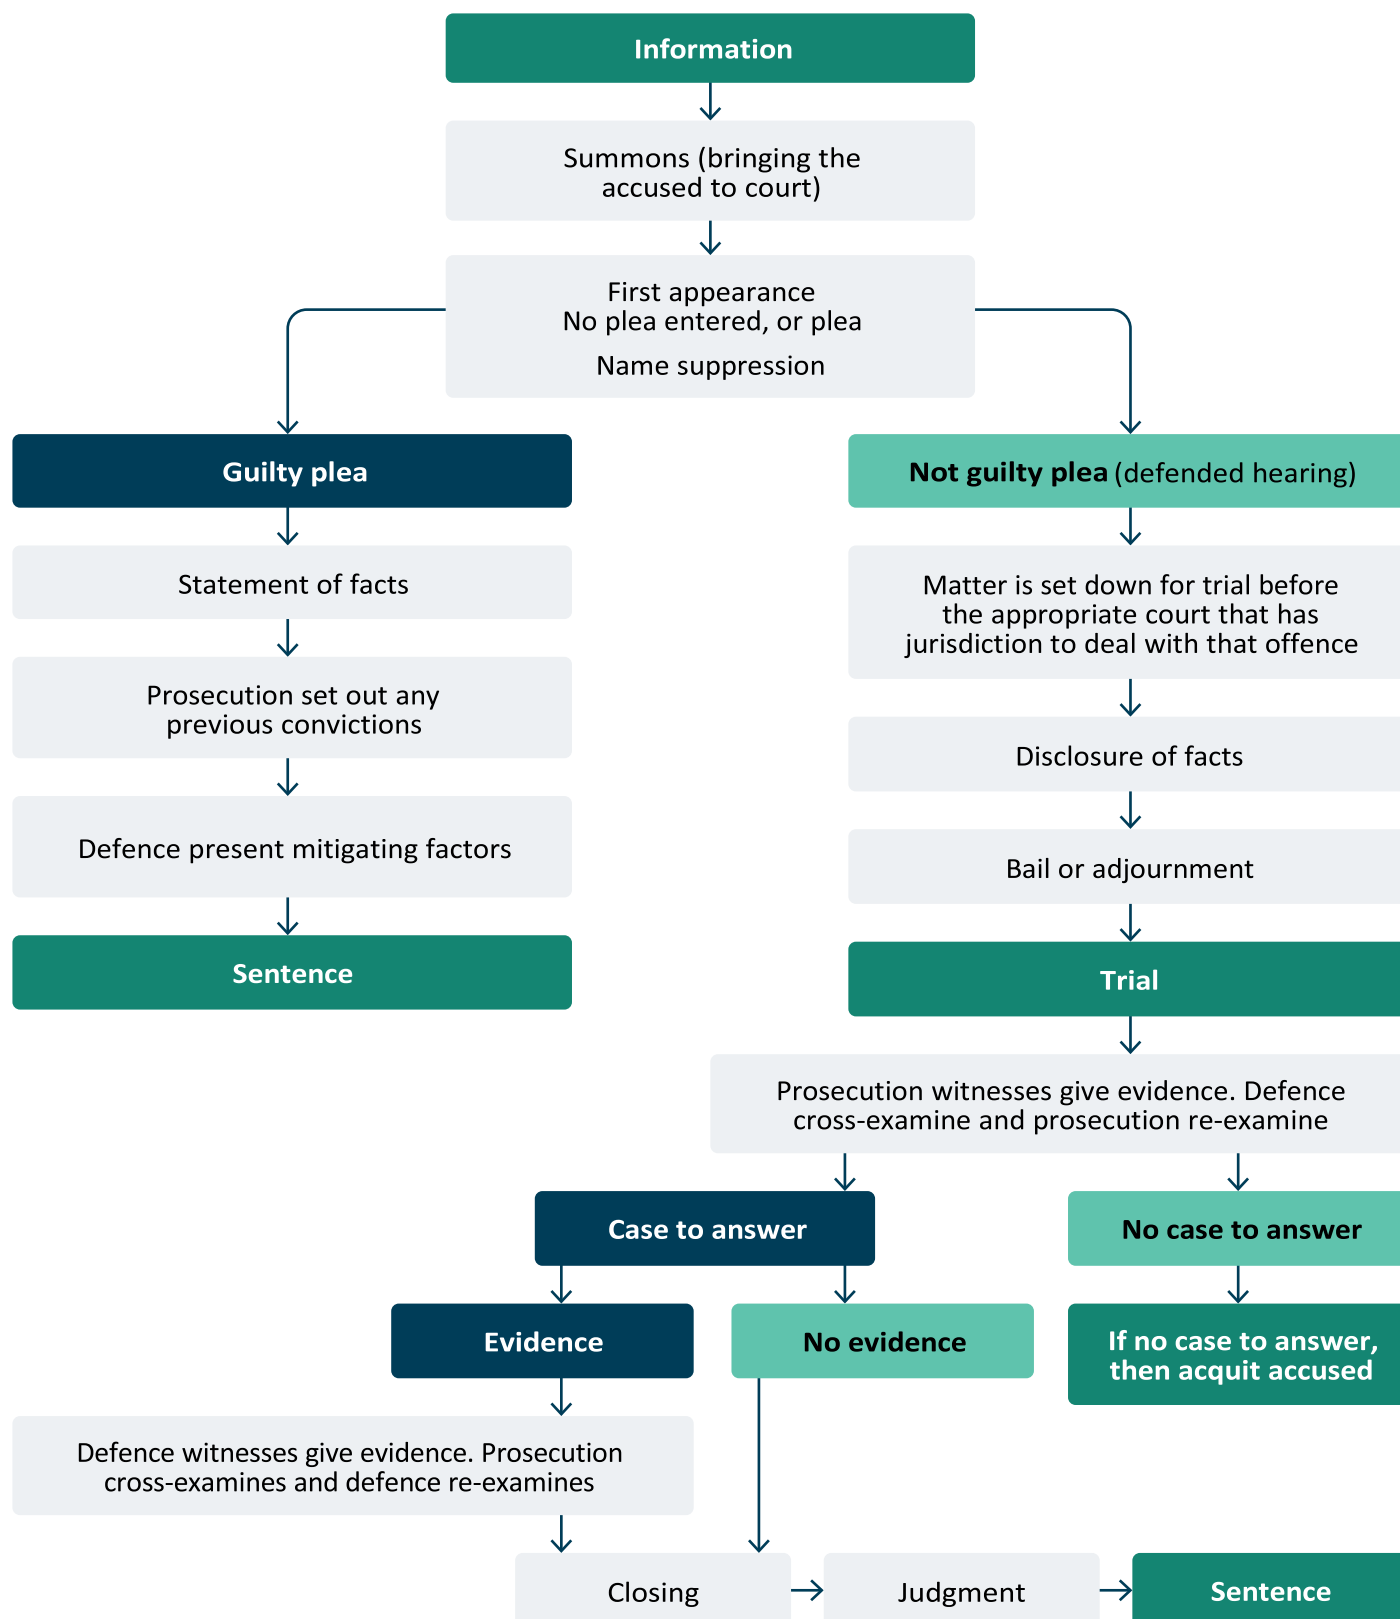 Information
Summons (bringing the
accused to court)
First appearance
No plea entered, or plea
Name suppression
Guilty plea
Statement of facts
Prosecution set out any
previous convictions
Defence present mitigating factors
Sentence
Not guilty plea (defended hearing)
Matter is set down for trial before
the appropriate court that has
jurisdiction to deal with that offence
Disclosure of facts
Bail or adjournment
Trial
Prosecution witnesses give evidence. Defence
cross-examine and prosecution re-examine
Case to answer
No case to answer
Evidence
No evidence
If no case to answer,
then acquit accused
Defence witnesses give evidence. Prosecution
cross-examines and defence re-examines
Closing
Judgment
Sentence